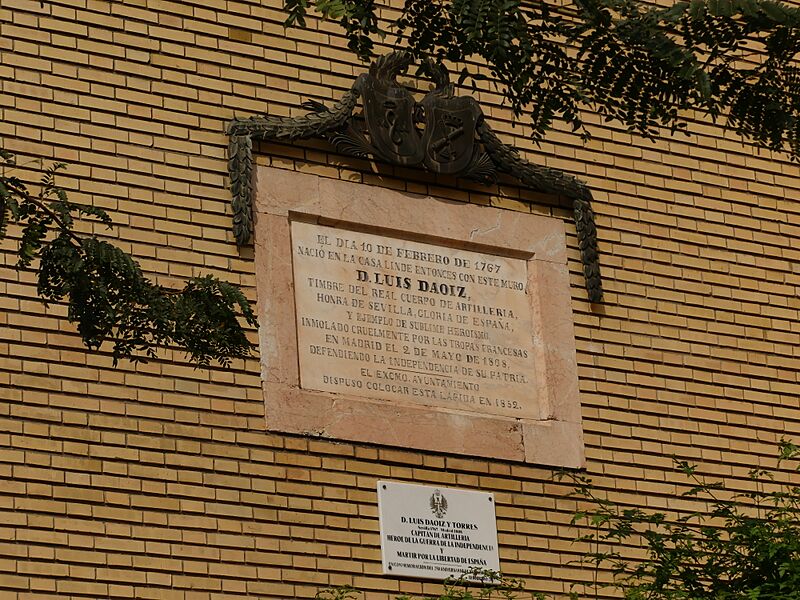 EL DIA 10 DE FEBRERO DE 1767
NACIÓ EN LA CASA LINDE ENTONCES CON ESTE MURO,
D. LUIS DAOIZ,
TIMBRE DEL REAL CUERPO DE ARTILLERIA,
HONRA DE SEVILLA, GLORIA DE ESPAÑA,
Y EJEMPLO DE SUBLIME HEROISMO.
INMOLADO CRUELMENTE POR LAS TROPAS FRANCESAS
EN MADRID EL 2 DE MAYO DE 1808,
DEFENDIENDO LA INDEPENDENCIA DE SU PATRIA.
EL EXCMO. AYUNTAMIENTO
DISPUSO COLOCAR ESTA LÁPIDA EN 1852.
D. LUIS DAOIZ Y TORRES
CAPITAN DE ARTILLERIA
HEROE DE LA GUERRA DE LA INDEPENDENCIA
Y
MARTIR POR LA LIBERTAD DE ESPAÑA